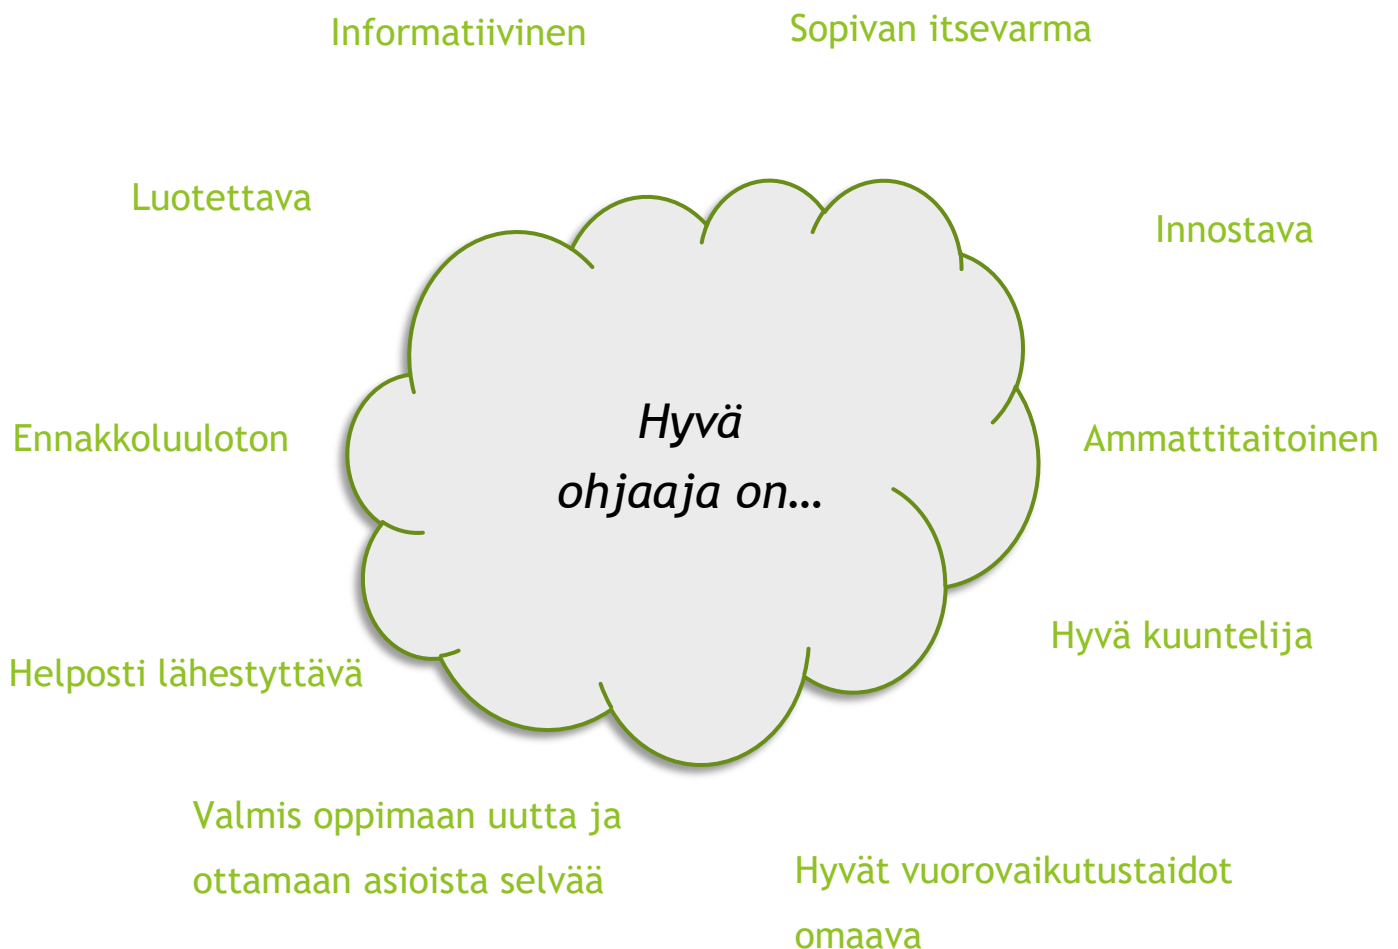 Informatiivinen
Sopivan itsevarma
Luotettava
Innostava
Hyvä
ohjaaja on…
Ennakkoluuloton
Ammattitaitoinen
Hyvä kuuntelija
Helposti lähestyttävä
Valmis oppimaan uutta ja
ottamaan asioista selvää
Hyvät vuorovaikutustaidot
omaava